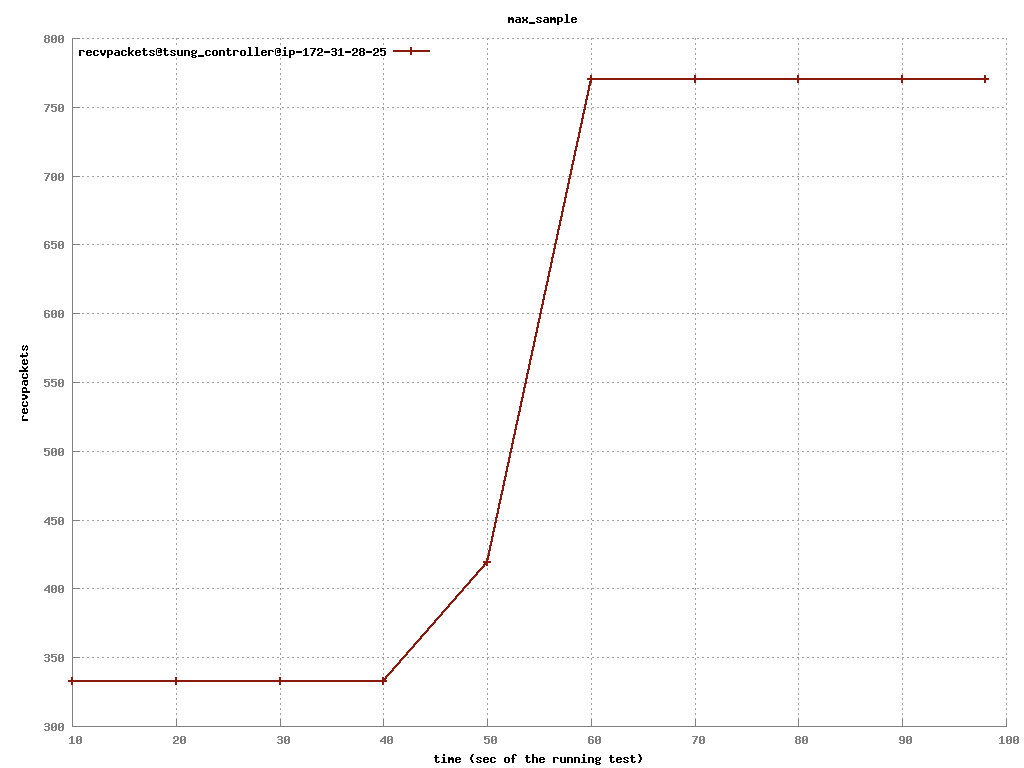 max_sample
recvpackets@tsung_controller@ip-172-31-28-25
800
750
700
650
600
550
500
450
400
350
300
recvpackets
10 20 30 40 50 60 70 80 90 100
time (sec of the running test)